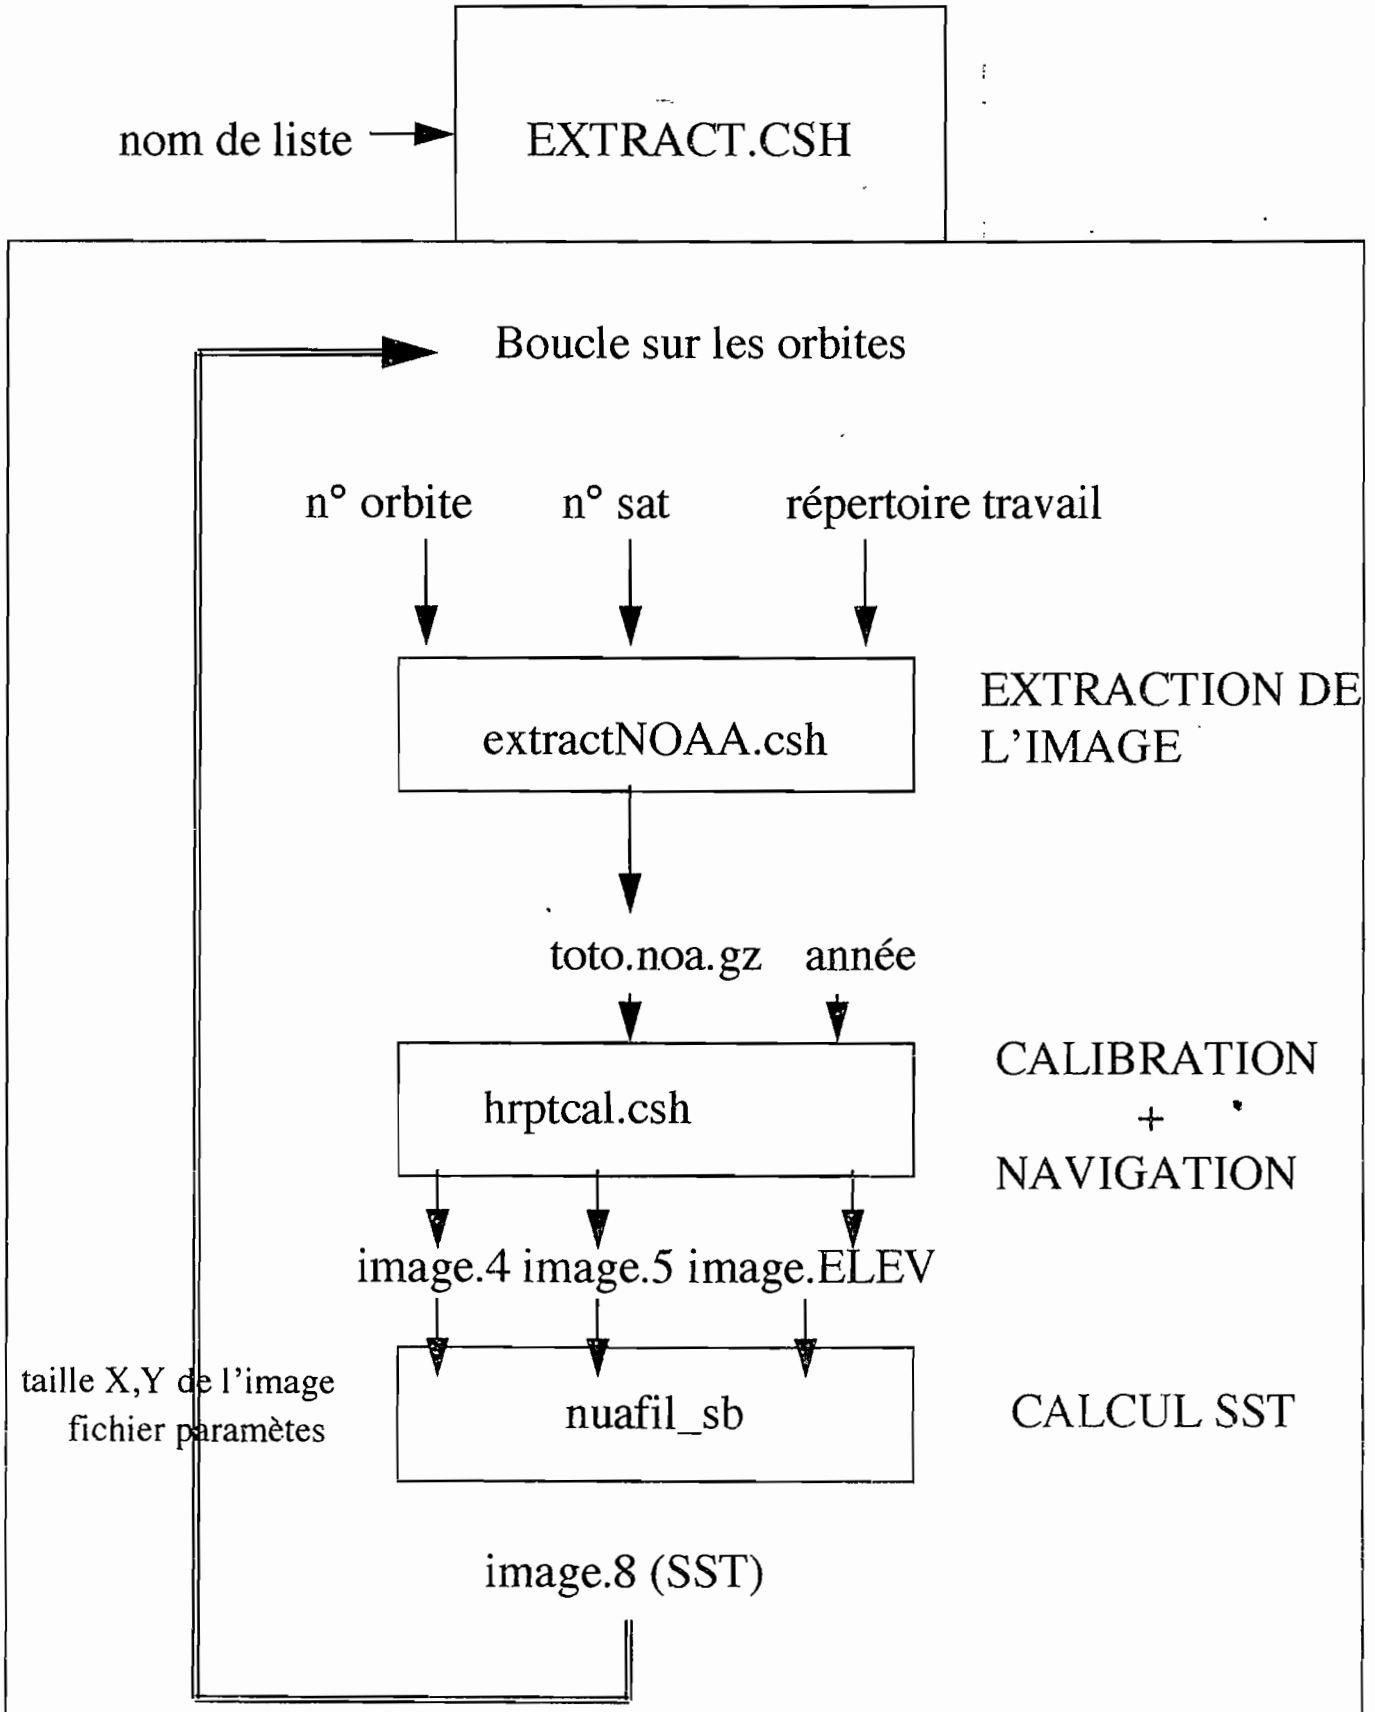 nom de liste
EXTRACT.CSH
Boucle sur les orbites
n° orbite n° sat répertoire travail
extractNOAA.csh
EXTRACTION DE
L'IMAGE
toto.noa.gz année
hrptcal.csh
CALIBRATION
+
NAVIGATION
image.4 image.5 image.ELEV
taille X,Y de l'image
fichier paramètes
nuafil_sb
CALCUL SST
image.8 (SST)